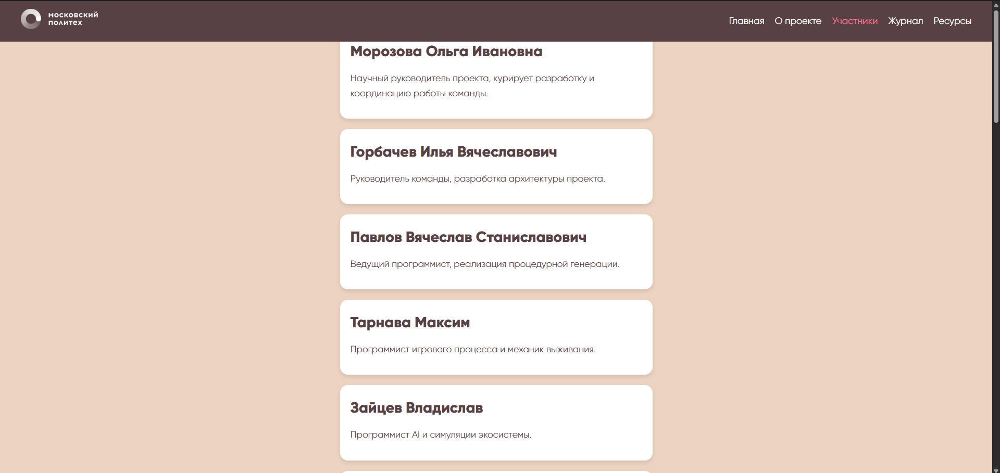 московский
политех
Главная О проекте Участники Журнал Ресурсы
Морозова Ольга Ивановна
Научный руководитель проекта, курирует разработку и
координацию работы команды.
Горбачев Илья Вячеславович
Руководитель команды, разработка архитектуры проекта.
Павлов Вячеслав Станиславович
Ведущий программист, реализация процедурной генерации.
Тарнава Максим
Программист игрового процесса и механик выживания.
Зайцев Владислав
Программист AI и симуляции экосистемы.